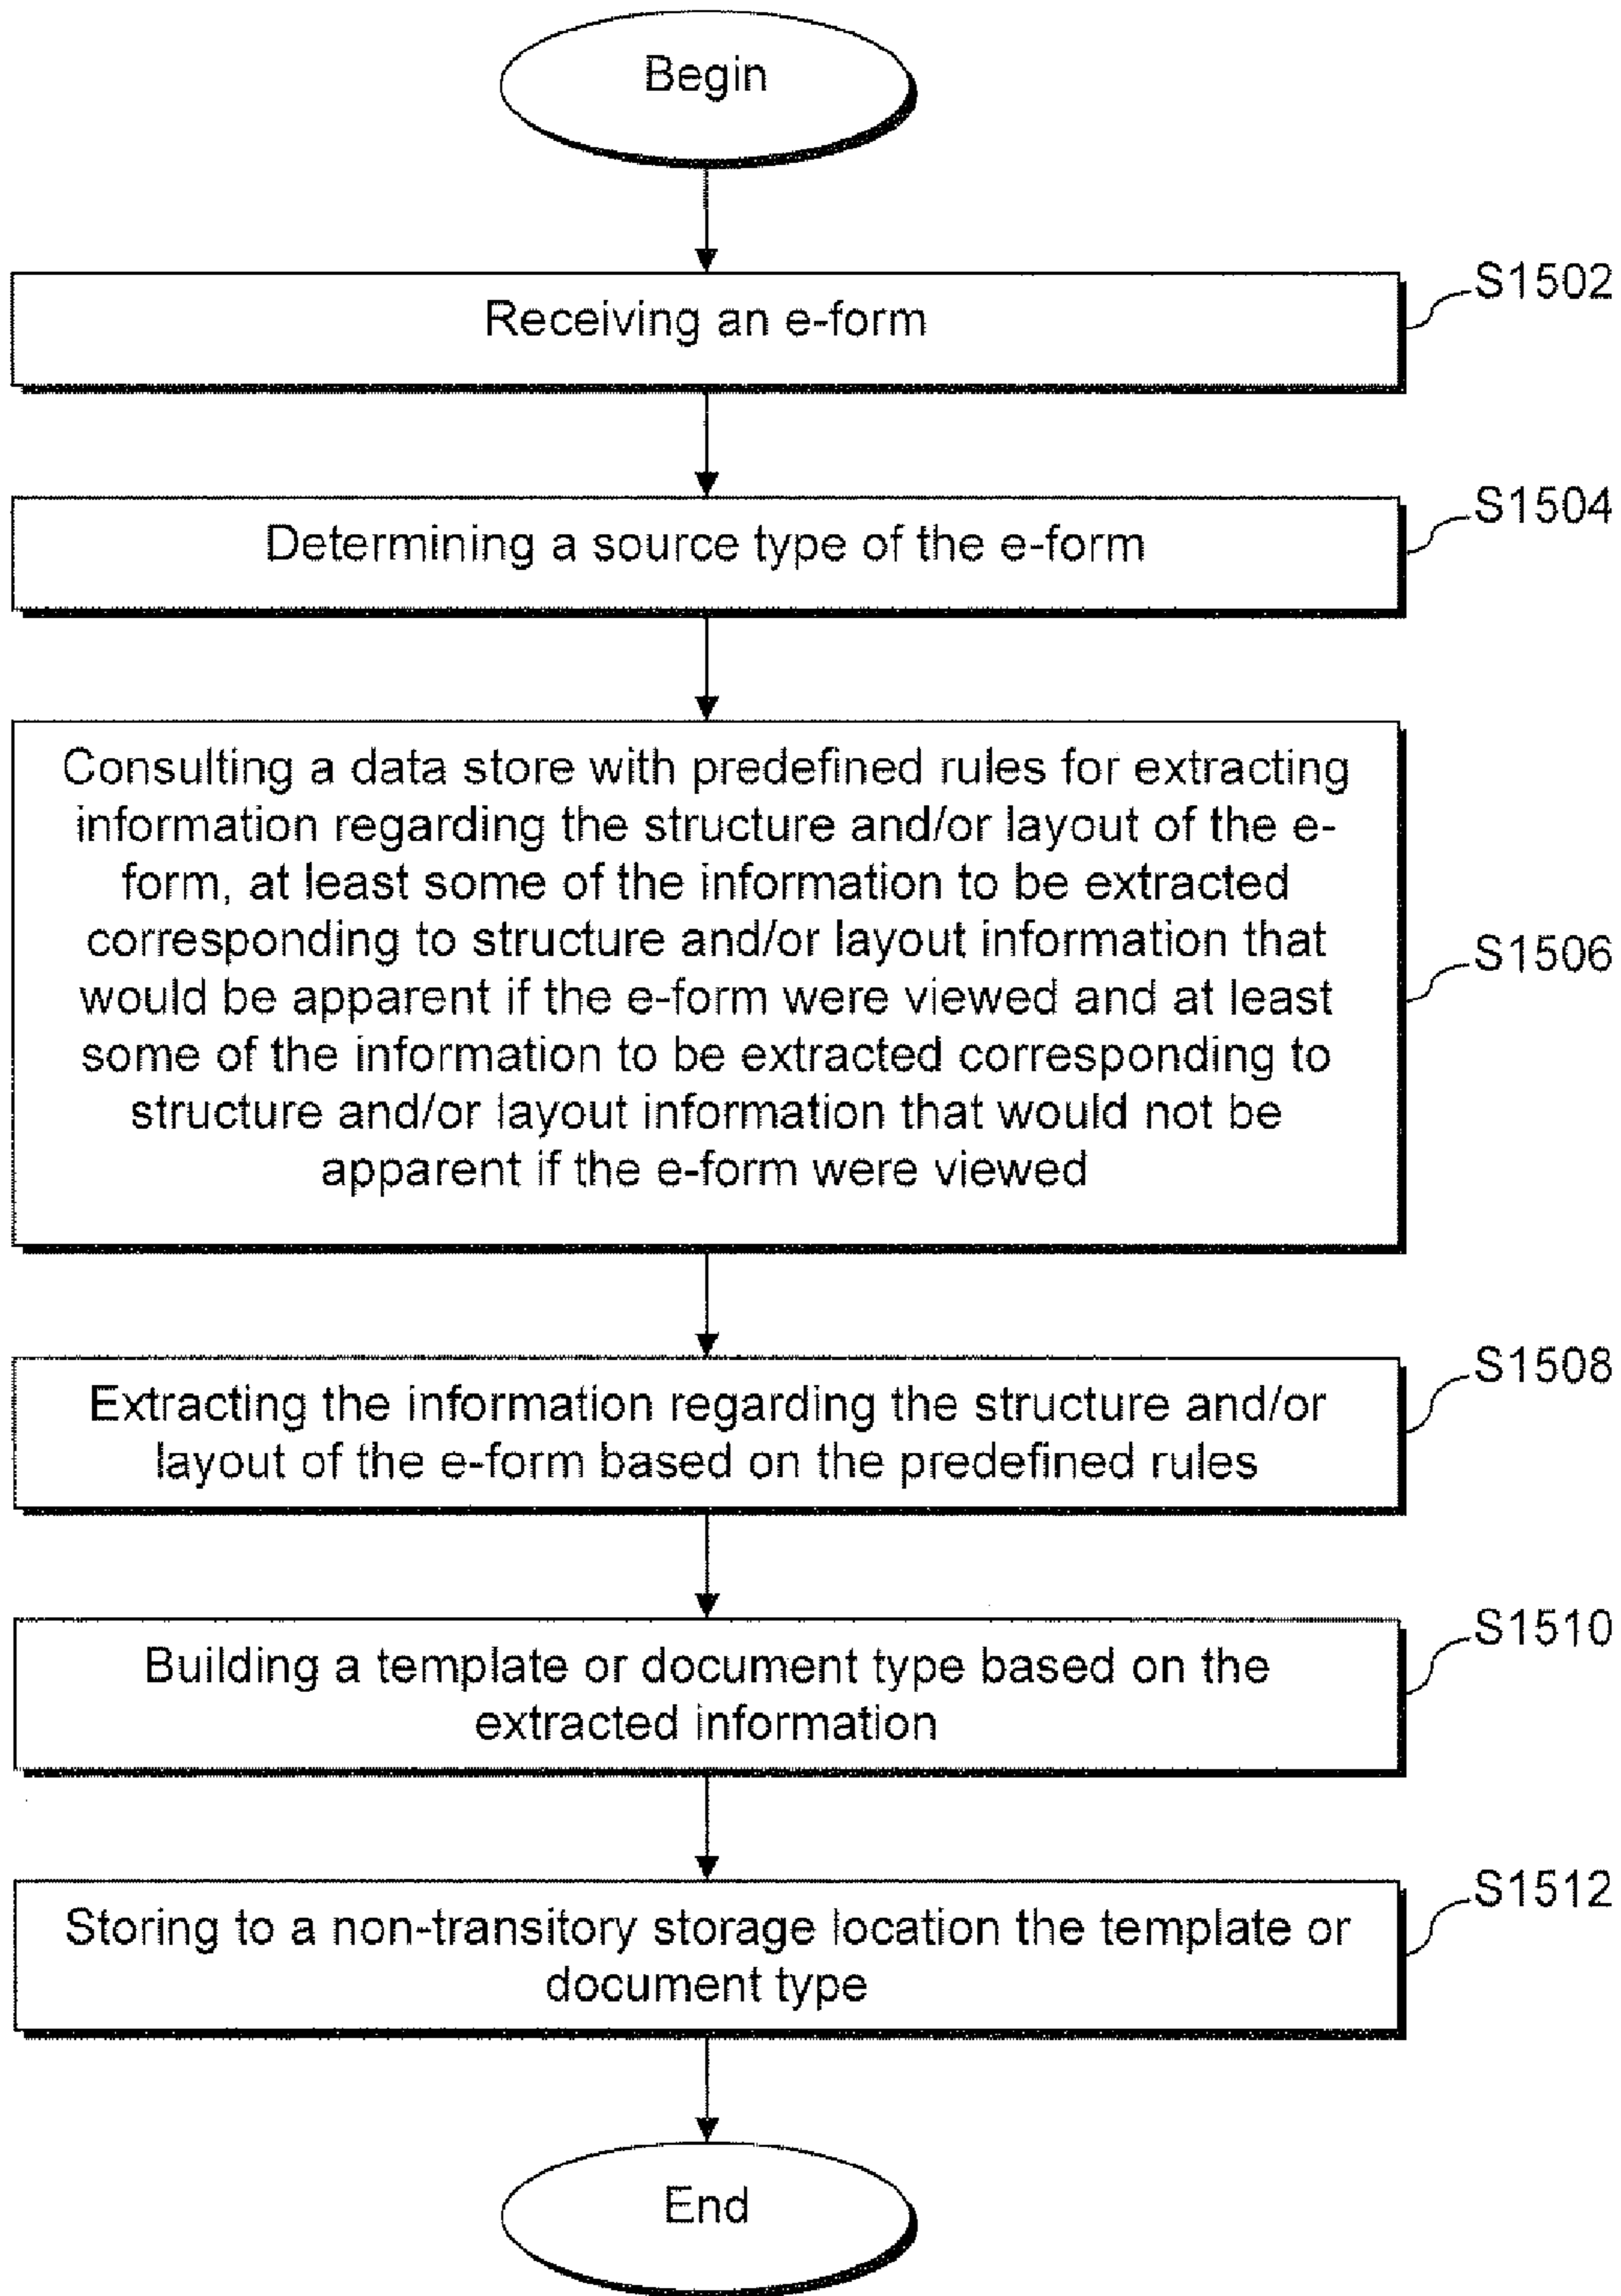 Begin
Receiving an e-form
S1502
Determining a source type of the e-form
S1504
Consulting a data store with predefined rules for extracting
information regarding the structure and/or layout of the e-
form, at least some of the information to be extracted
corresponding to structure and/or layout information that
would be apparent if the e-form were viewed and at least
some of the information to be extracted corresponding to
structure and/or layout information that would not be
apparent if the e-form were viewed
S1506
Extracting the information regarding the structure and/or
layout of the e-form based on the predefined rules
S1508
Building a template or document type based on the
extracted information
S1510
Storing to a non-transitory storage location the template or
document type
S1512
End